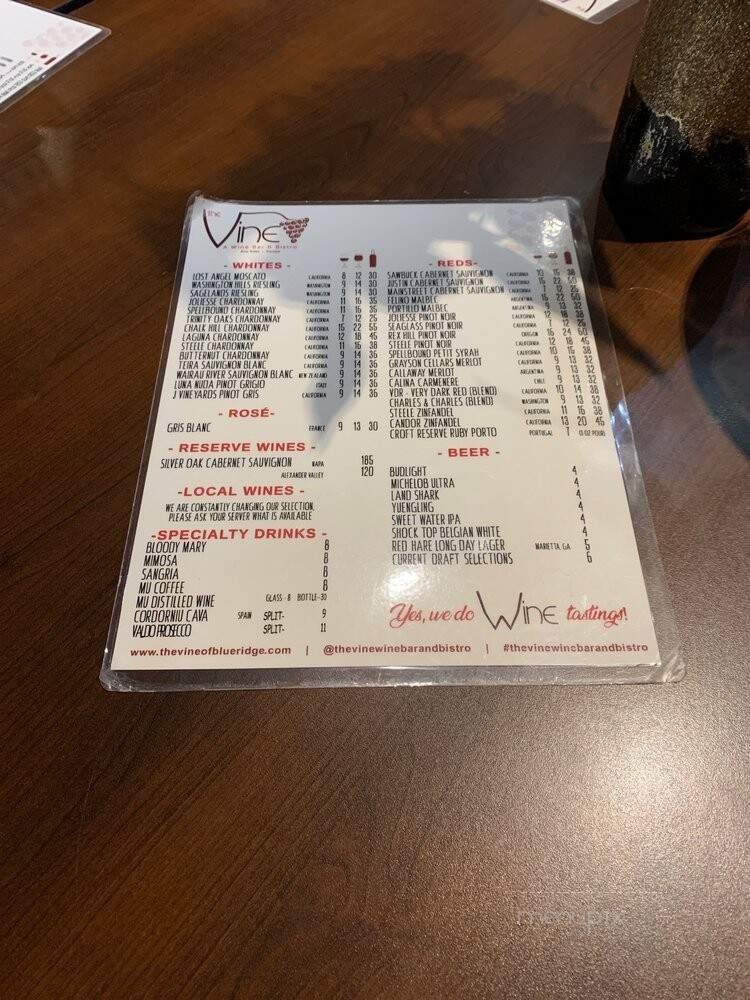 the
Vine
A Wine Bar & Bistro
- WHITES -
LOST ANGEL MOSCATO CALIFORNIA 8 12 30
WASHINGTON HILLS RIESLING WASHINGTON 9 14 30
SAGELANDS RIESLING WASHINGTON 9 14 30
JOLIESSE CHARDONNAY CALIFORNIA 11 16 35
SPELLBOUND CHARDONNAY CALIFORNIA 11 16 35
TRINITY OAKS CHARDONNAY CALIFORNIA 7 12 25
CHALK HILL CHARDONNAY CALIFORNIA 15 22 55
LAGUNA CHARDONNAY CALIFORNIA 12 18 45
STEELE CHARDONNAY CALIFORNIA 11 16 38
BUTTERNUT CHARDONNAY CALIFORNIA 9 14 36
TEIRA SAUVIGNON BLANC CALIFORNIA 9 14 36
WAIRAU RIVER SAUVIGNON BLANC NEW ZEALAND 9 14 36
LUNA NUDA PINOT GRIGIO ITALY 9 14 36
J VINEYARDS PINOT GRIS CALIFORNIA 9 14 36
- ROSÉ-
GRIS BLANC FRANCE 9 13 30
- RESERVE WINES -
SILVER OAK CABERNET SAUVIGNON NAPA 185
ALEXANDER VALLEY 120
-LOCAL WINES -
WE ARE CONSTANTLY CHANGING OUR SELECTION.
PLEASE ASK YOUR SERVER WHAT IS AVAILABLE
-SPECIALTY DRINKS -
BLOODY MARY 8
MIMOSA 8
SANGRIA 8
MU COFFEE 8
MU DISTILLED WINE GLASS - 8 BOTTLE-30
CORDORNIU CAVA SPAIN SPLIT- 9
VALDO PROSECCO SPLIT- 11
- REDS-
SAWBUCK CABERNET SAUVIGNON CALIFORNIA 10 15 38
JUSTIN CABERNET SAUVIGNON CALIFORNIA 15 22 50
MAINSTREET CABERNET SAUVIGNON CALIFORNIA 7 12 25
FELINO MALBEC ARGENTINA 15 22 50
PORTILLO MALBEC ARGENTINA 9 13 32
JOLIESSE PINOT NOIR CALIFORNIA 12 18 38
SEAGLASS PINOT NOIR CALIFORNIA 7 12 25
REX HILL PINOT NOIR OREGON 16 24 50
STEELE PINOT NOIR CALIFORNIA 12 18 45
SPELLBOUND PETIT SYRAH CALIFORNIA 10 15 38
GRAYSON CELLARS MERLOT CALIFORNIA 9 13 32
CALLAWAY MERLOT ARGENTINA 9 13 32
CALINA CARMENERE CHILE 9 13 32
VDR - VERY DARK RED (BLEND) CALIFORNIA 10 14 38
CHARLES & CHARLES (BLEND) WASHINGTON 9 13 32
STEELE ZINFANDEL CALIFORNIA 11 16 38
CANDOR ZINFANDEL CALIFORNIA 13 20 45
CROFT RESERVE RUBY PORTO PORTUGAL 7 (3 OZ POUR)
- BEER -
BUDLIGHT 4
MICHELOB ULTRA 4
LAND SHARK 4
YUENGLING 4
SWEET WATER IPA 4
SHOCK TOP BELGIAN WHITE 4
RED HARE LONG DAY LAGER MARIETTA, GA 5
CURRENT DRAFT SELECTIONS 6
Yes, we do Wine tastings!
www.thevineofblueridge.com | @thevinewinebarandbistro | #thevinewinebarandbistro
menupix